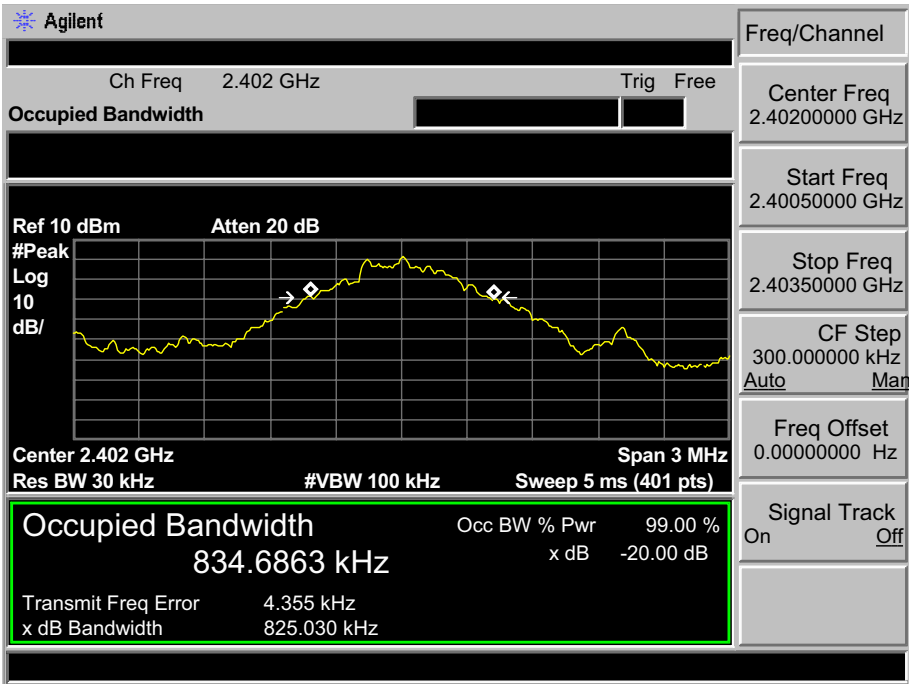 Agilent
Ch Freq 2.402 GHz Trig Free
Occupied Bandwidth
Ref 10 dBm Atten 20 dB
#Peak
Log
10
dB/
Center 2.402 GHz Span 3 MHz
Res BW 30 kHz #VBW 100 kHz Sweep 5 ms (401 pts)
Occupied Bandwidth
834.6863 kHz
Occ BW % Pwr 99.00 %
x dB -20.00 dB
Transmit Freq Error 4.355 kHz
x dB Bandwidth 825.030 kHz
Freq/Channel
Center Freq
2.40200000 GHz
Start Freq
2.40050000 GHz
Stop Freq
2.40350000 GHz
CF Step
300.000000 kHz
Auto Man
Freq Offset
0.00000000 Hz
Signal Track
On Off